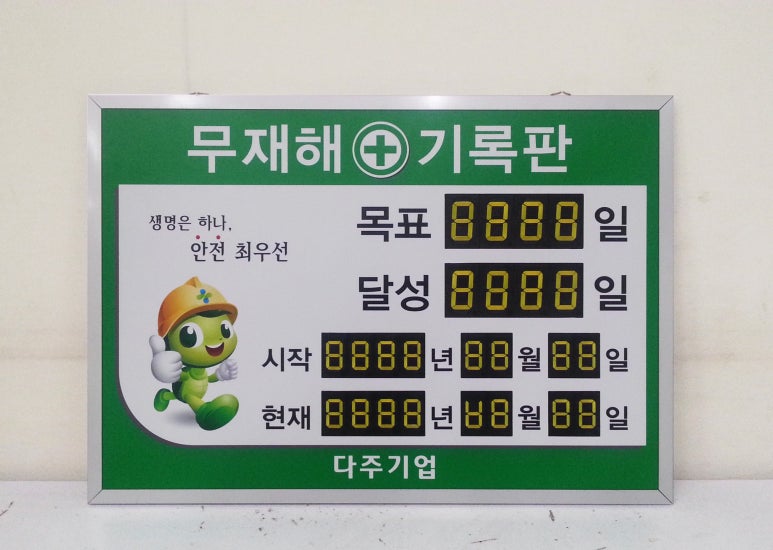 무재해 기록판
생명은 하나,
안전 최우선
목표 8888 일
달성 8888 일
시작 8888 년 88 월 88 일
현재 8888 년 월 88 일
다주기업